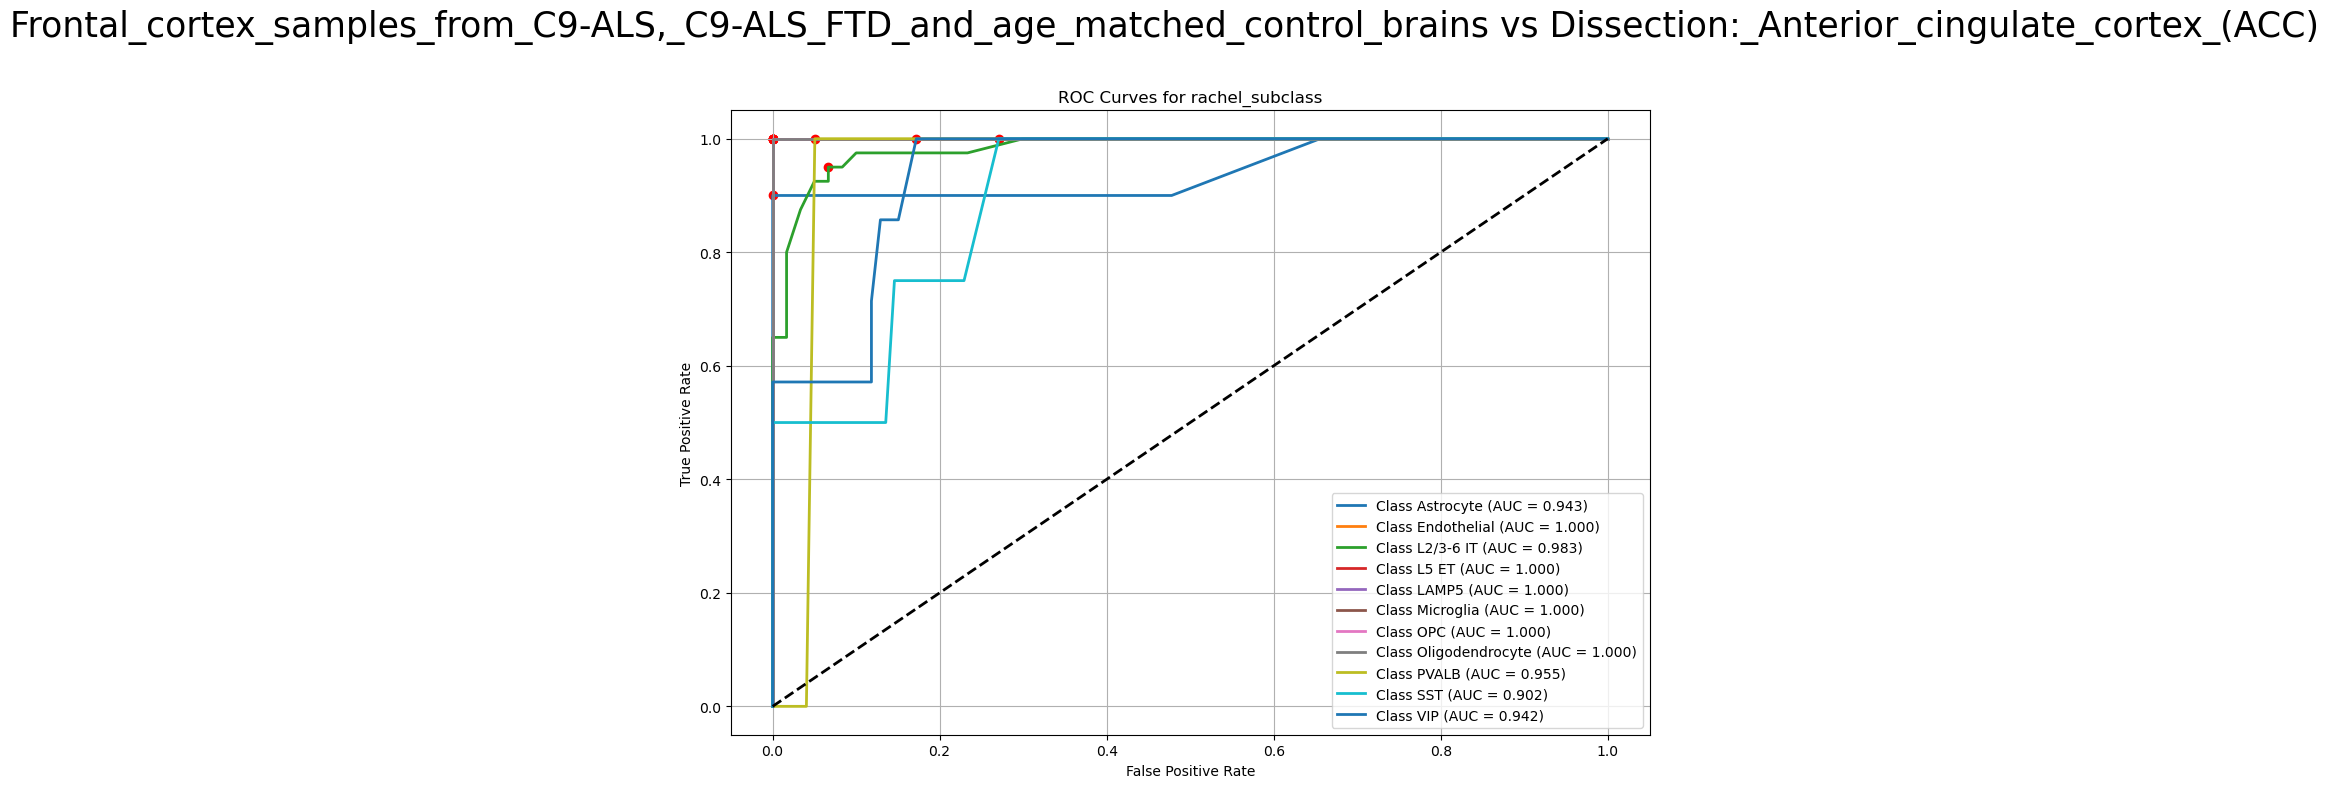 Frontal_cortex_samples_from_C9-ALS,_C9-ALS_FTD_and_age_matched_control_brains vs Dissection:_Anterior_cingulate_cortex_(ACC)
ROC Curves for rachel_subclass
1.0
0.8
0.6
0.4
0.2
0.0
True Positive Rate
Class Astrocyte (AUC = 0.943)
Class Endothelial (AUC = 1.000)
Class L2/3-6 IT (AUC = 0.983)
Class L5 ET (AUC = 1.000)
Class LAMP5 (AUC = 1.000)
Class Microglia (AUC = 1.000)
Class OPC (AUC = 1.000)
Class Oligodendrocyte (AUC = 1.000)
Class PVALB (AUC = 0.955)
Class SST (AUC = 0.902)
Class VIP (AUC = 0.942)
0.0 0.2 0.4 0.6 0.8 1.0
False Positive Rate